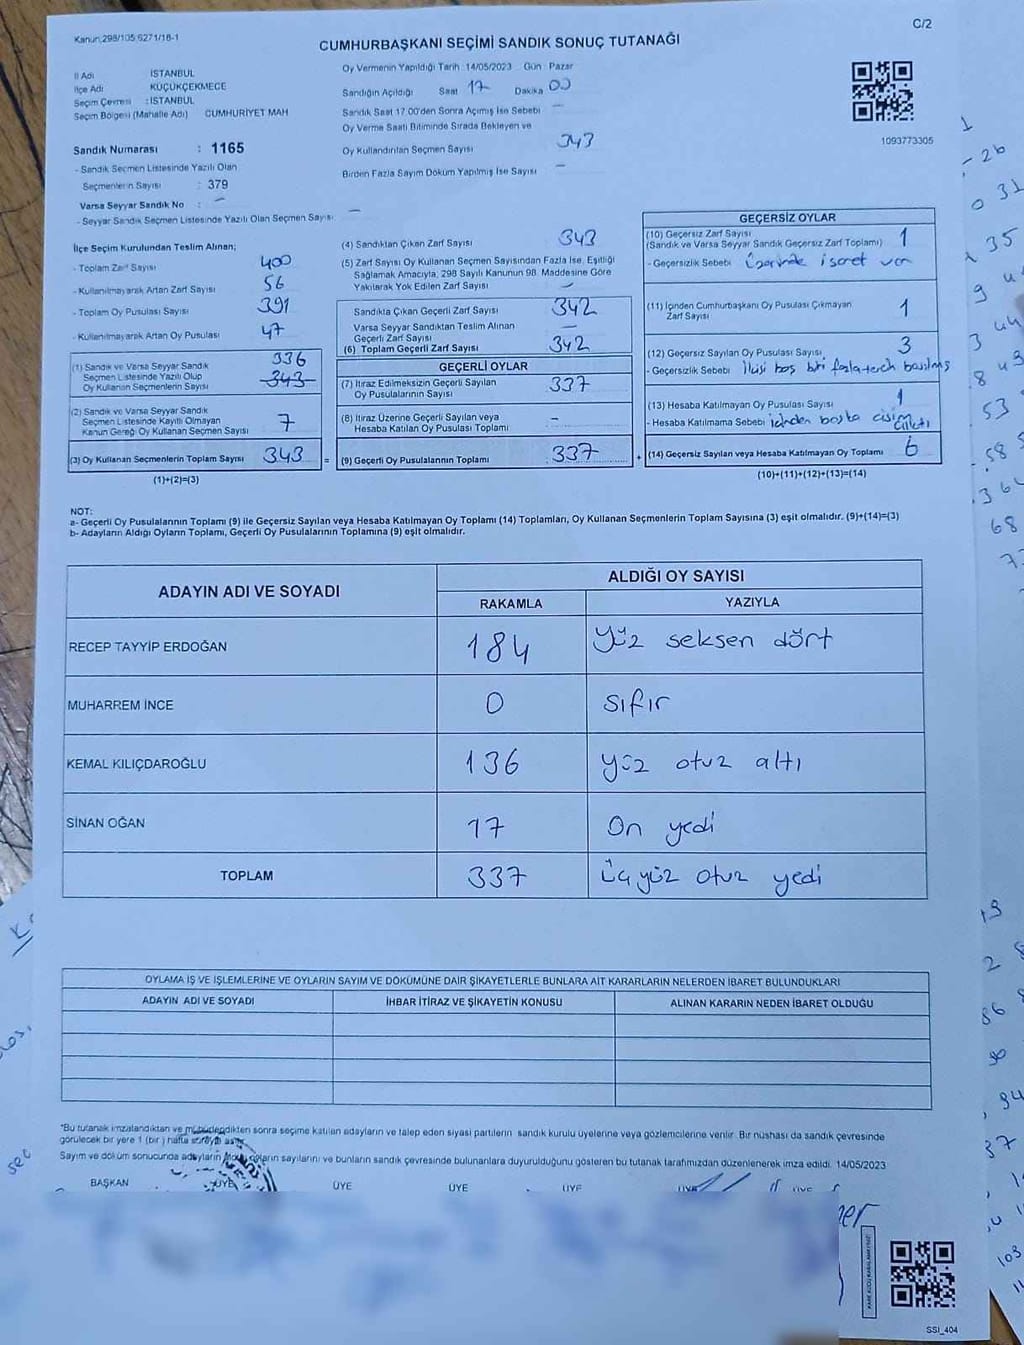 Kanun 298/105 6271/18-1
C/2
CUMHURBAŞKANI SEÇİMİ SANDIK SONUÇ TUTANAĞI
İl Adı İSTANBUL
İlçe Adı KÜÇÜKÇEKMECE
Seçim Çevresi : İSTANBUL
Seçim Bölgesi (Mahalle Adı) CUMHURİYET MAH
Sandık Numarası : 1165
- Sandık Seçmen Listesinde Yazılı Olan
Seçmenlerin Sayısı : 379
Varsa Seyyar Sandık No : -
- Seyyar Sandık Seçmen Listesinde Yazılı Olan Seçmen Sayısı -
Oy Vermenin Yapıldığı Tarih : 14/05/2023 Gün : Pazar
Sandığın Açıldığı Saat 17 Dakika 00
Sandık Saat 17.00'den Sonra Açılmış İse Sebebi -
Oy Verme Saati Bitiminde Sırada Bekleyen ve
Oy Kullandırılan Seçmen Sayısı 343
Birden Fazla Sayım Döküm Yapılmış İse Sayısı -
1093773305
İlçe Seçim Kurulundan Teslim Alınan;
- Toplam Zarf Sayısı 400
- Kullanılmayarak Artan Zarf Sayısı 56
- Toplam Oy Pusulası Sayısı 391
- Kullanılmayarak Artan Oy Pusulası 47
336
(1) Sandık ve Varsa Seyyar Sandık
Seçmen Listesinde Yazılı Olup
Oy Kullanan Seçmenlerin Sayısı 343
(2) Sandık ve Varsa Seyyar Sandık
Seçmen Listesinde Kayıtlı Olmayan
Kanun Gereği Oy Kullanan Seçmen Sayısı 7
(3) Oy Kullanan Seçmenlerin Toplam Sayısı 343 =
(1)+(2)=(3)
(4) Sandıktan Çıkan Zarf Sayısı 343
(5) Zarf Sayısı Oy Kullanan Seçmen Sayısından Fazla İse, Eşitliği
Sağlamak Amacıyla, 298 Sayılı Kanunun 98. Maddesine Göre
Yakılarak Yok Edilen Zarf Sayısı -
Sandıkta Çıkan Geçerli Zarf Sayısı 342
Varsa Seyyar Sandıktan Teslim Alınan
Geçerli Zarf Sayısı -
(6) Toplam Geçerli Zarf Sayısı 342
GEÇERLİ OYLAR
(7) İtiraz Edilmeksizin Geçerli Sayılan
Oy Pusulalarının Sayısı 337
(8) İtiraz Üzerine Geçerli Sayılan veya
Hesaba Katılan Oy Pusulası Toplamı -
(9) Geçerli Oy Pusulalarının Toplamı 337 +
GEÇERSİZ OYLAR
(10) Geçersiz Zarf Sayısı
(Sandık ve Varsa Seyyar Sandık Geçersiz Zarf Toplamı) 1
- Geçersizlik Sebebi Üzerinde işaret var
(11) İçinden Cumhurbaşkanı Oy Pusulası Çıkmayan
Zarf Sayısı 1
(12) Geçersiz Sayılan Oy Pusulası Sayısı 3
- Geçersizlik Sebebi ikisi boş biri fazla basılmış
(13) Hesaba Katılmayan Oy Pusulası Sayısı 1
- Hesaba Katılmama Sebebi içinden başka cisim çıktı
(14) Geçersiz Sayılan veya Hesaba Katılmayan Oy Toplamı 6
(10)+(11)+(12)+(13)=(14)
NOT:
a- Geçerli Oy Pusulalarının Toplamı (9) ile Geçersiz Sayılan veya Hesaba Katılmayan Oy Toplamı (14) Toplamları, Oy Kullanan Seçmenlerin Toplam Sayısına (3) eşit olmalıdır. (9)+(14)=(3)
b- Adayların Aldığı Oyların Toplamı, Geçerli Oy Pusulalarının Toplamına (9) eşit olmalıdır.
ADAYIN ADI VE SOYADI ALDIĞI OY SAYISI
RAKAMLA YAZIYLA
RECEP TAYYİP ERDOĞAN 184 Yüz seksen dört
MUHARREM İNCE 0 sıfır
KEMAL KILIÇDAROĞLU 136 yüz otuz altı
SİNAN OĞAN 17 On yedi
TOPLAM 337 Üçyüz otuz yedi
OYLAMA İŞ VE İŞLEMLERİNE VE OYLARIN SAYIM VE DÖKÜMÜNE DAİR ŞİKAYETLERLE BUNLARA AİT KARARLARIN NELERDEN İBARET BULUNDUKLARI
ADAYIN ADI VE SOYADI İHBAR İTİRAZ VE ŞİKAYETİN KONUSU ALINAN KARARIN NEDEN İBARET OLDUĞU
*Bu tutanak imzalandıktan ve mühürlendikten sonra seçime katılan adayların ve talep eden siyasi partilerin sandık kurulu üyelerine veya gözlemcilerine verilir. Bir nüshası da sandık çevresinde
görülecek bir yere 1 (bir) hafta süreyle asılır.
Sayım ve döküm sonucunda adayların oylarının sayılarını ve bunların sandık çevresinde bulunanlara duyurulduğunu gösteren bu tutanak tarafımızdan düzenlenerek imza edildi. 14/05/2023
BAŞKAN ÜYE ÜYE ÜYE ÜYE ÜYE ÜYE
SSI_404